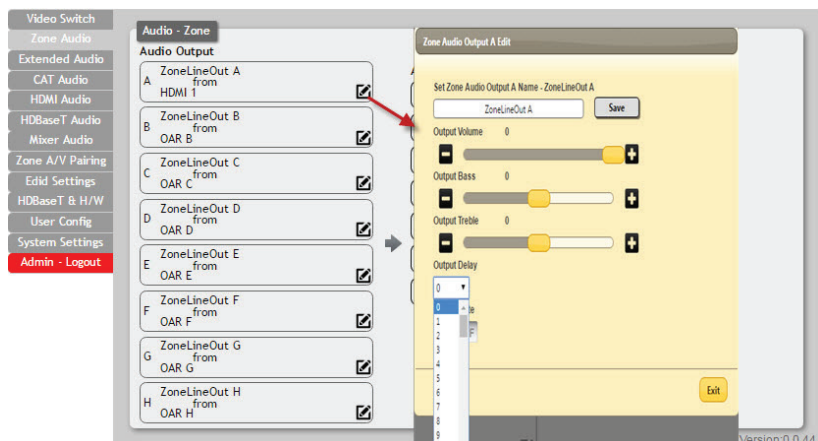 Video Switch
Zone Audio
Extended Audio
CAT Audio
HDMI Audio
HDBaseT Audio
Mixer Audio
Zone A/V Pairing
Edid Settings
HDBaseT & H/W
User Config
System Settings
Admin - Logout
Audio - Zone
Audio Output
A ZoneLineOut A
from
HDMI 1
B ZoneLineOut B
from
OAR B
C ZoneLineOut C
from
OAR C
D ZoneLineOut D
from
OAR D
E ZoneLineOut E
from
OAR E
F ZoneLineOut F
from
OAR F
G ZoneLineOut G
from
OAR G
H ZoneLineOut H
from
OAR H
Zone Audio Output A Edit
Set Zone Audio Output A Name - ZoneLineOut A
ZoneLineOut A Save
Output Volume 0
Output Bass 0
Output Treble 0
Output Delay
0
0
1
2
3
4
5
6
7
8
9
Exit
Version:0.0.44